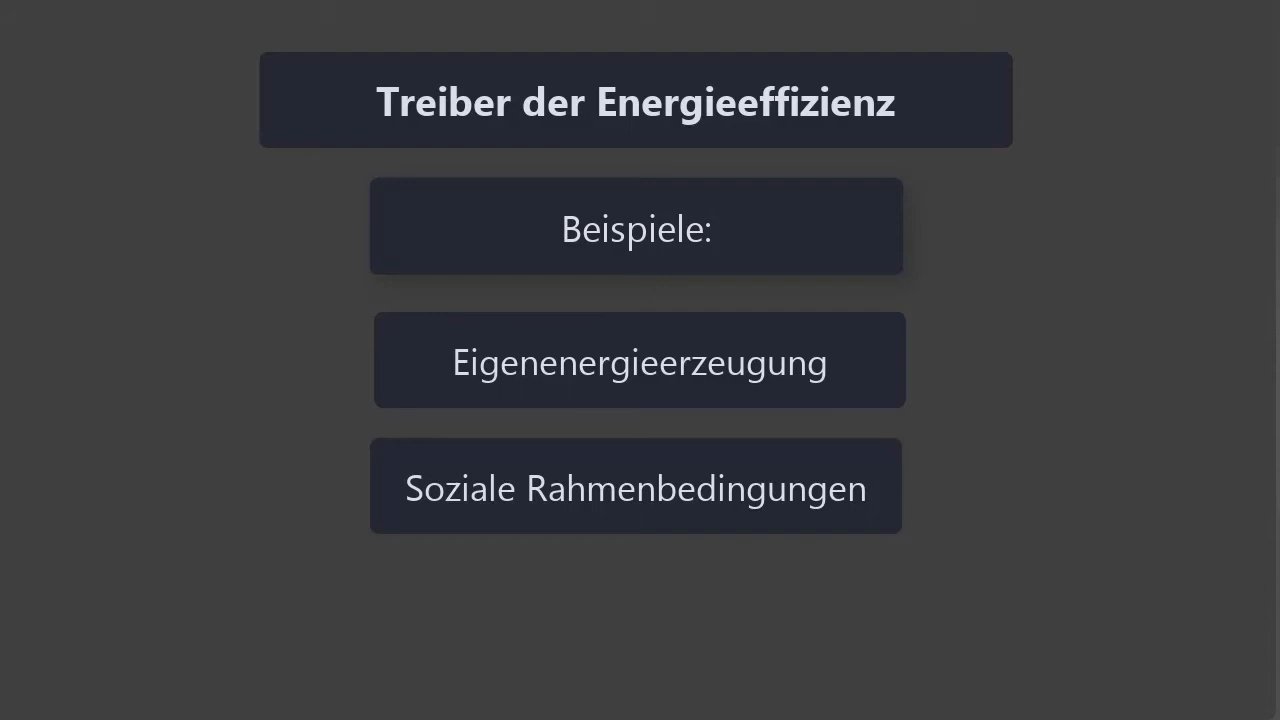 Treiber der Energieeffizienz
Beispiele:
Eigenenergieerzeugung
Soziale Rahmenbedingungen